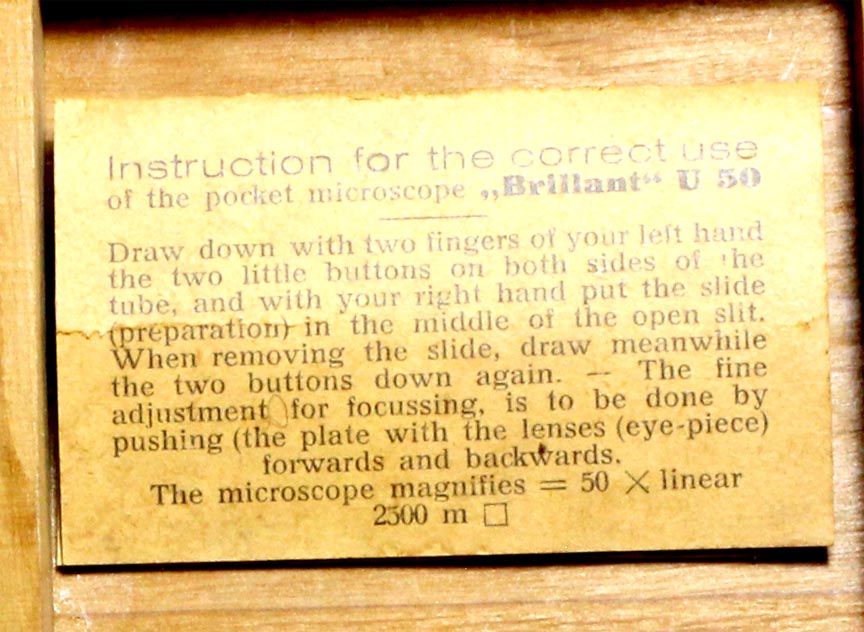 Instruction for the correct use
of the pocket microscope „Brillant“ U 50
Draw down with two fingers of your left hand
the two little buttons on both sides of the
tube, and with your right hand put the slide
(preparation) in the middle of the open slit.
When removing the slide, draw meanwhile
the two buttons down again. — The fine
adjustment for focussing, is to be done by
pushing (the plate with the lenses (eye-piece)
forwards and backwards.
The microscope magnifies = 50 × linear
2500 m □